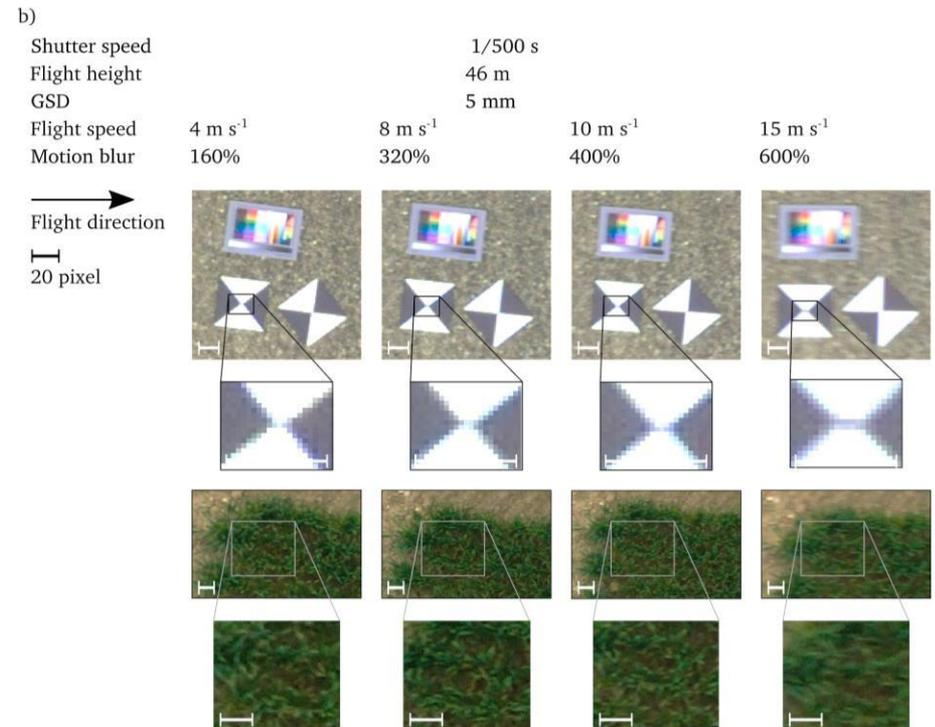 b)
Shutter speed 1/500 s
Flight height 46 m
GSD 5 mm
Flight speed 4 m s⁻¹ 8 m s⁻¹ 10 m s⁻¹ 15 m s⁻¹
Motion blur 160% 320% 400% 600%
Flight direction
20 pixel